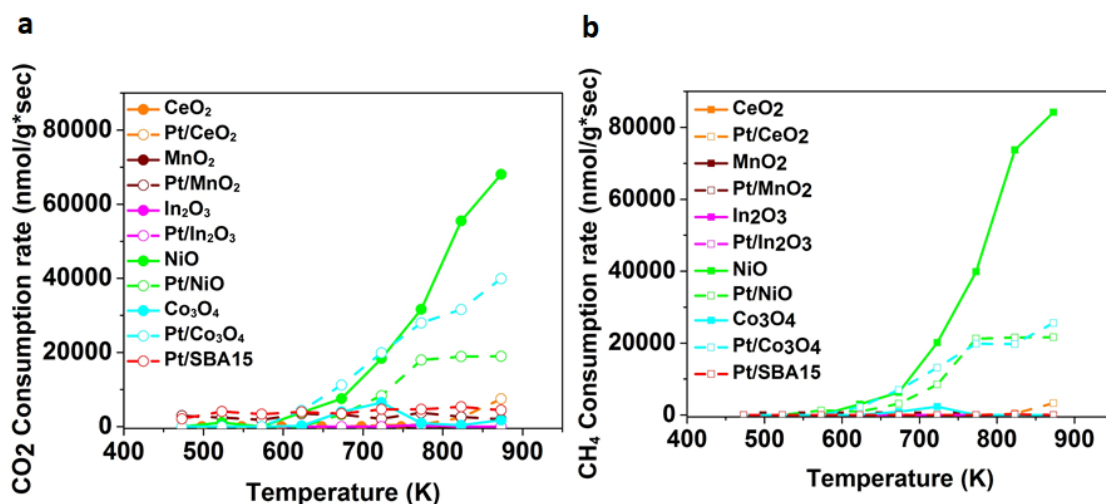 a
CO2 Consumption rate (nmol/g*sec)
80000
60000
40000
20000
0
CeO₂
Pt/CeO₂
MnO₂
Pt/MnO₂
In₂O₃
Pt/In₂O₃
NiO
Pt/NiO
Co₃O₄
Pt/Co₃O₄
Pt/SBA15
400 500 600 700 800 900
Temperature (K)
b
CH₄ Consumption rate (nmol/g*sec)
80000
60000
40000
20000
0
CeO2
Pt/CeO2
MnO2
Pt/MnO2
In2O3
Pt/In2O3
NiO
Pt/NiO
Co3O4
Pt/Co3O4
Pt/SBA15
400 500 600 700 800 900
Temperature (K)